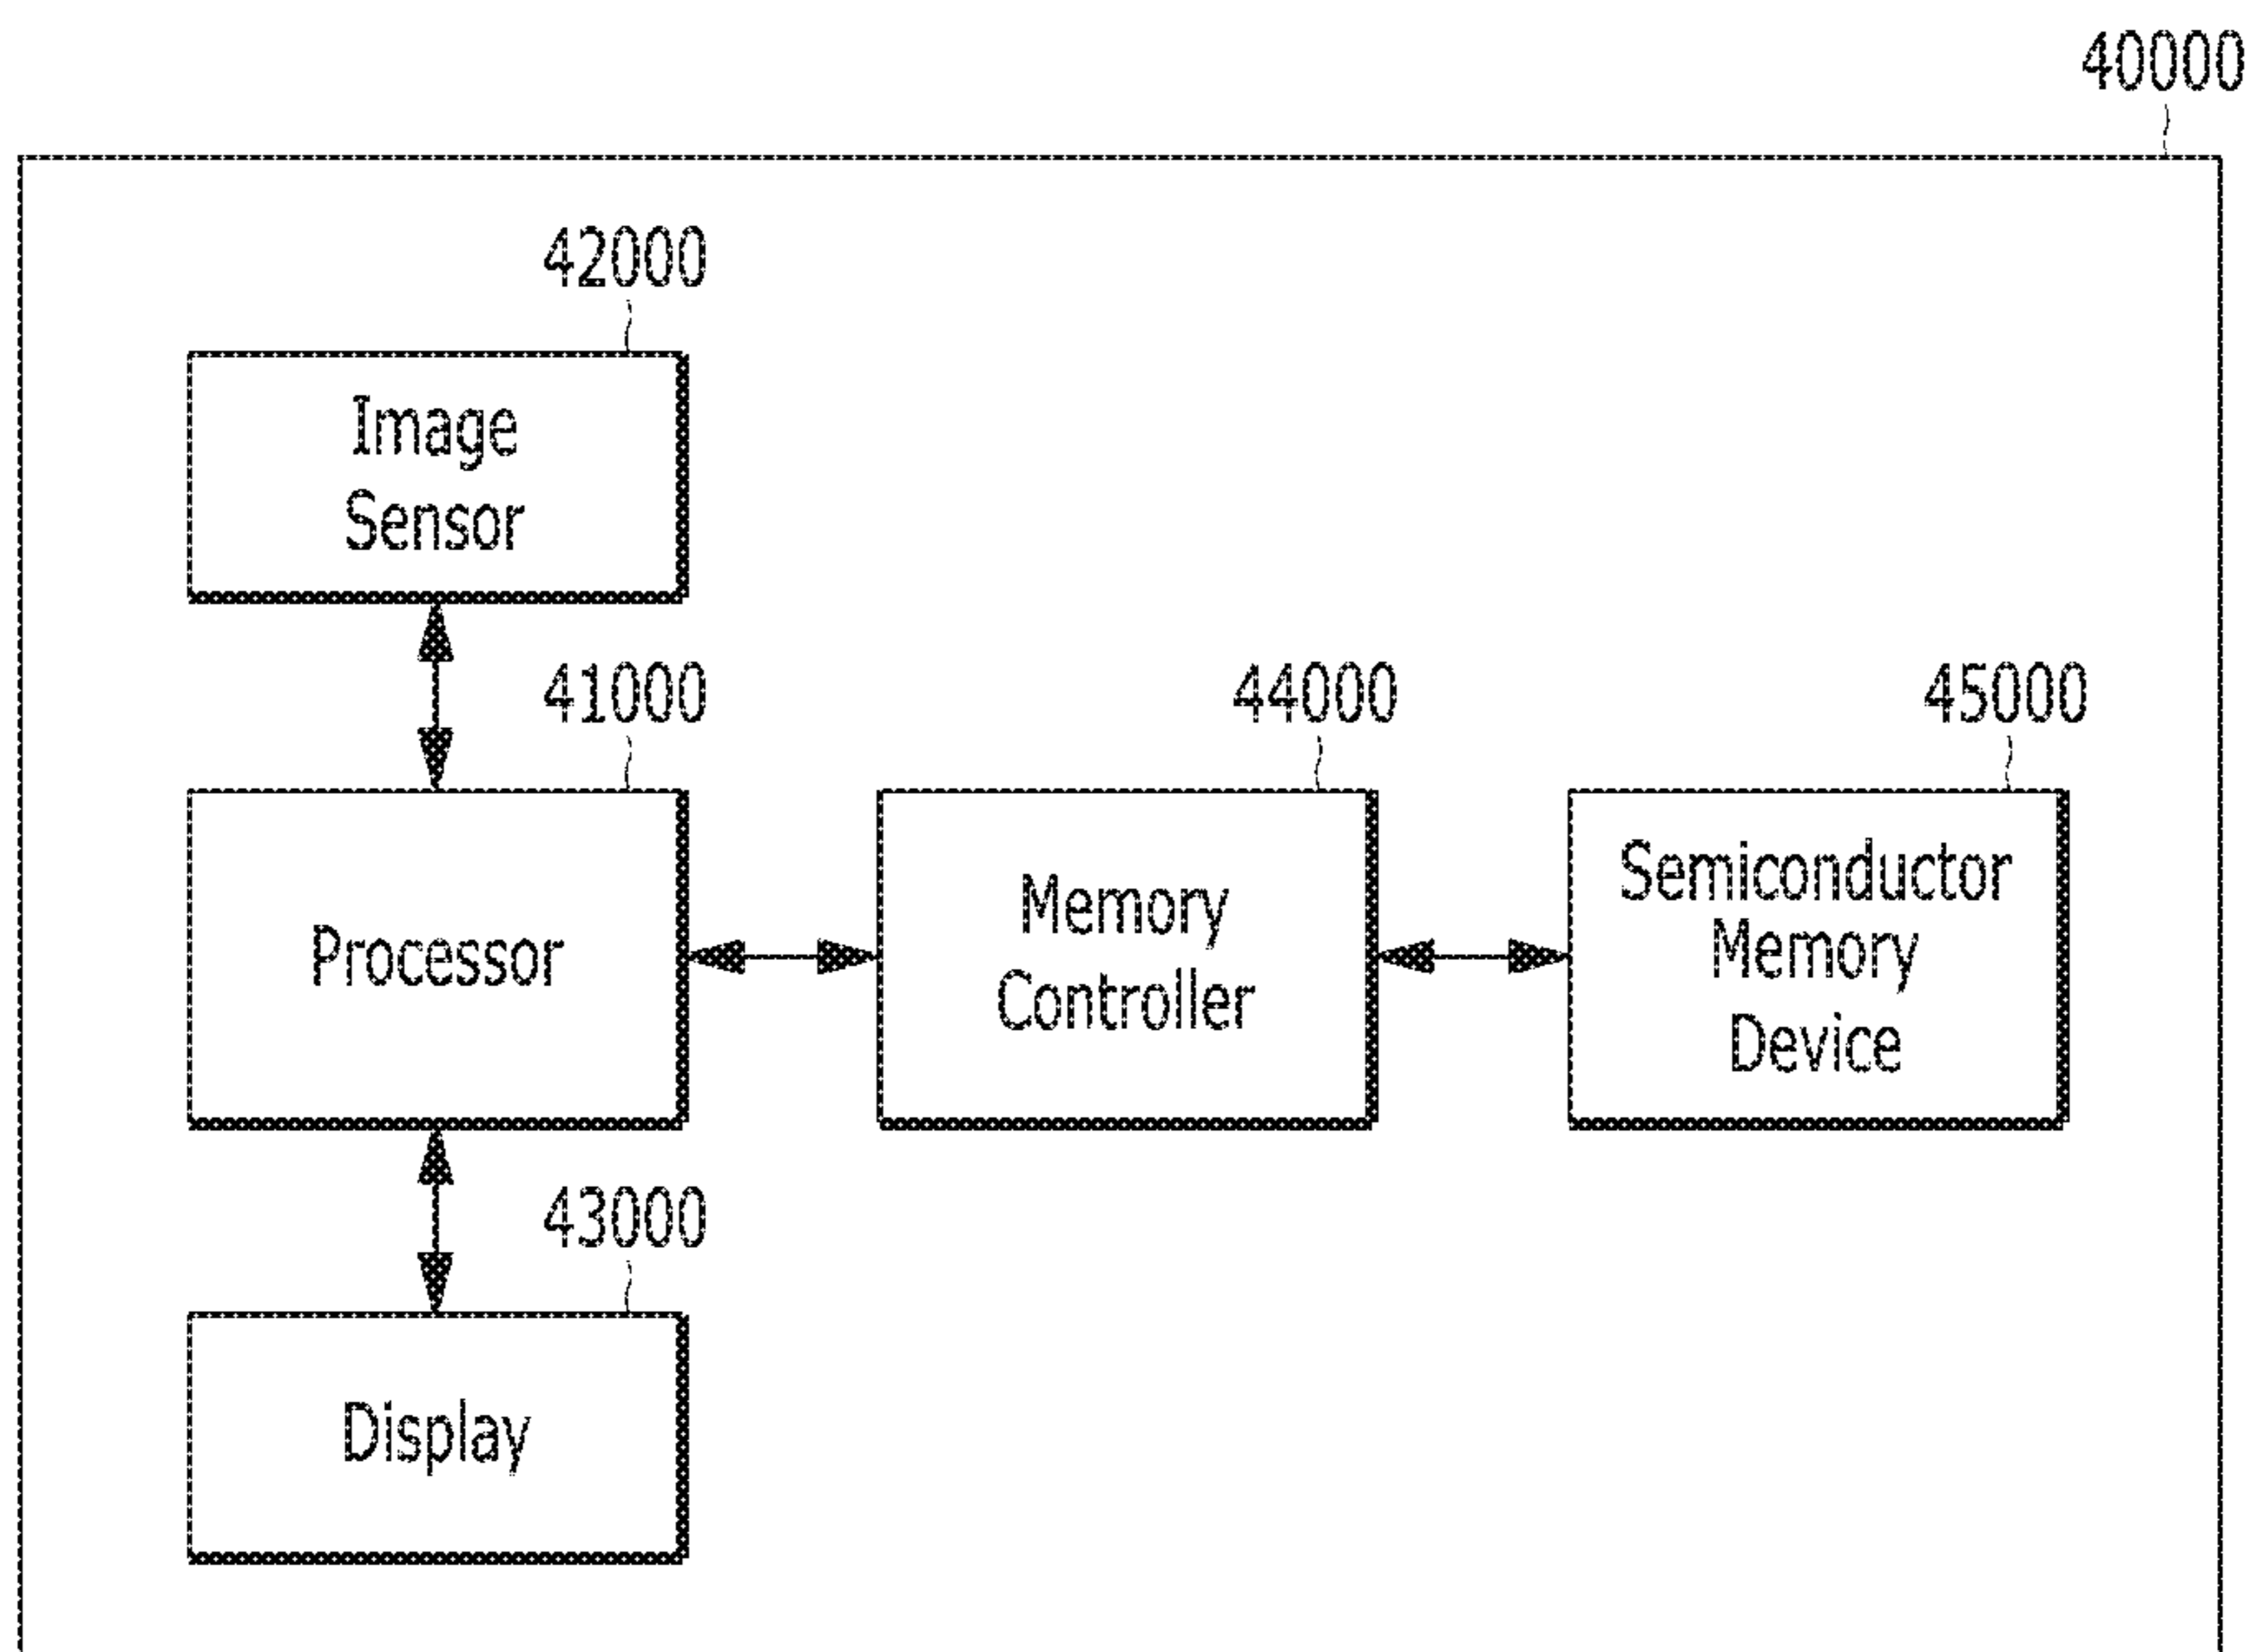 40000
42000
Image
Sensor
41000
Processor
44000
Memory
Controller
45000
Semiconductor
Memory
Device
43000
Display